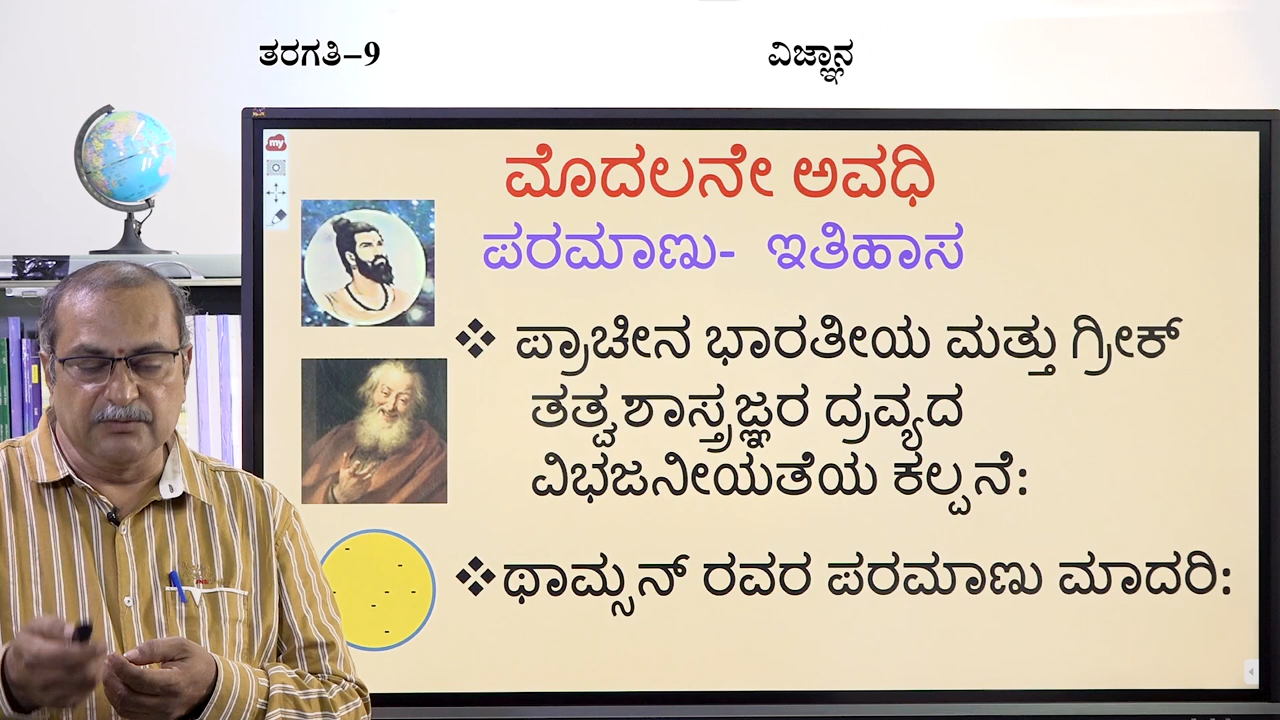 ತರಗತಿ–9
ವಿಜ್ಞಾನ
my
ಮೊದಲನೇ ಅವಧಿ
ಪರಮಾಣು- ಇತಿಹಾಸ
❖ ಪ್ರಾಚೀನ ಭಾರತೀಯ ಮತ್ತು ಗ್ರೀಕ್
ತತ್ವಶಾಸ್ತ್ರಜ್ಞರ ದ್ರವ್ಯದ
ವಿಭಜನೀಯತೆಯ ಕಲ್ಪನೆ:
❖ಥಾಮ್ಸನ್ ರವರ ಪರಮಾಣು ಮಾದರಿ: